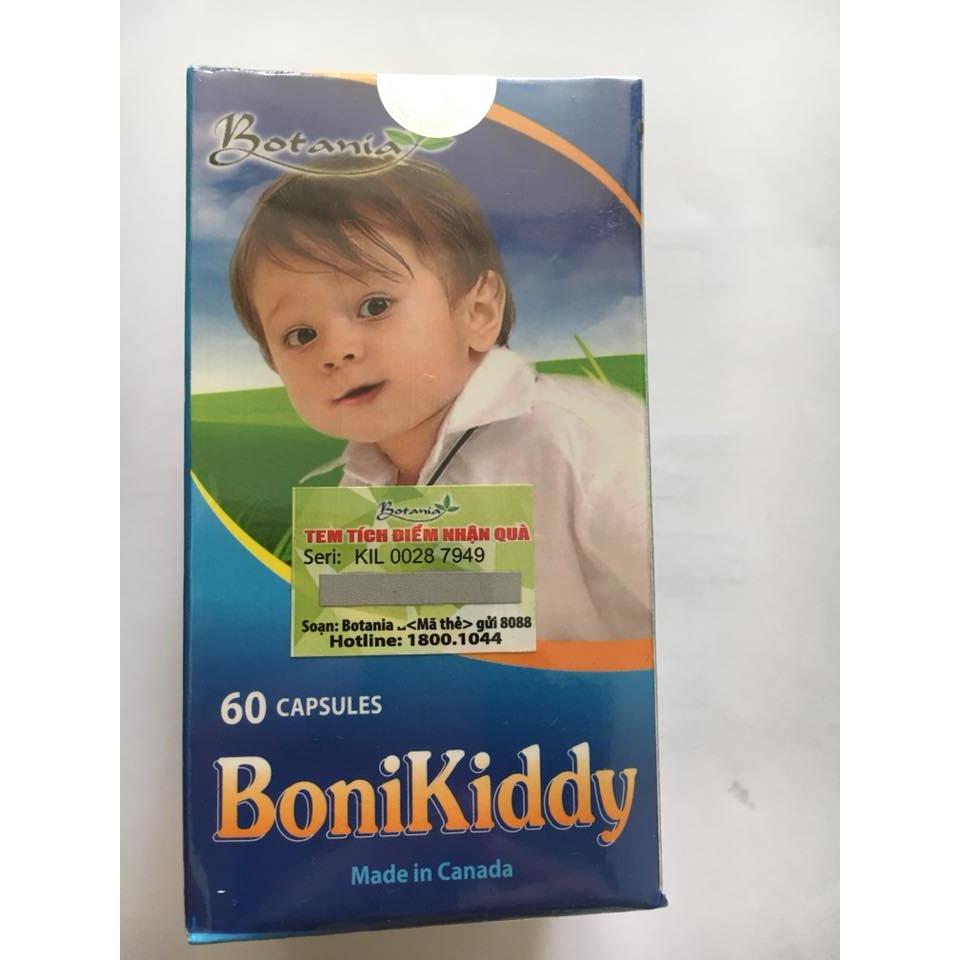 Botania
Botania
TEM TÍCH ĐIỂM NHẬN QUÀ
Seri: KIL 0028 7949
Soạn: Botania ␣<Mã thẻ> gửi 8088
Hotline: 1800.1044
60 CAPSULES
BoniKiddy
Made in Canada